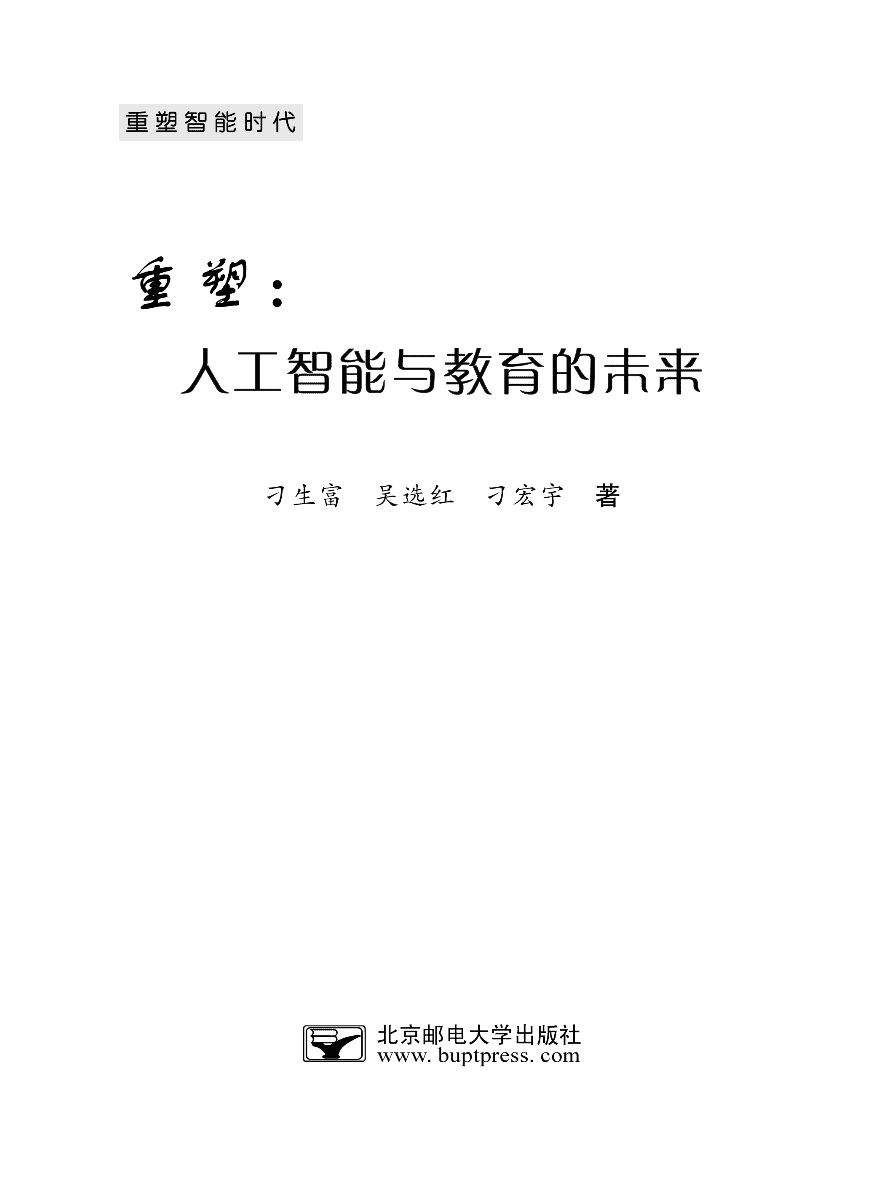 重塑智能时代
重塑：
人工智能与教育的未来
刁生富 吴选红 刁宏宇 著
北京邮电大学出版社
www. buptpress. com